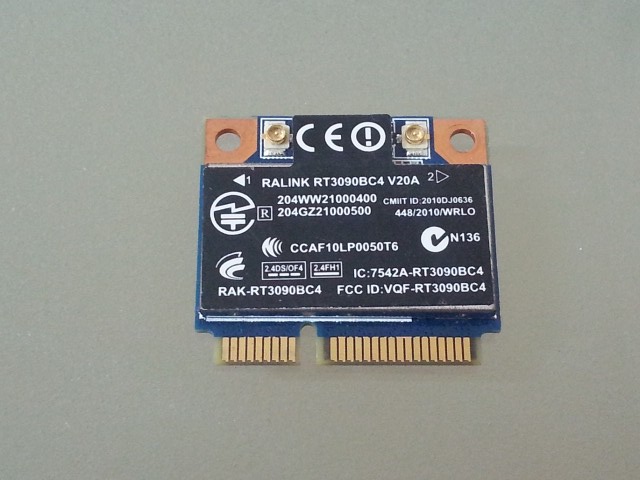 CE
1 RALINK RT3090BC4 V20A 2
204WW21000400 CMIIT ID:2010DJ0636
R 204GZ21000500 448/2010/WRLO
CCAF10LP0050T6 N136
2.4DS/OF4 2.4FH1 IC:7542A-RT3090BC4
RAK-RT3090BC4 FCC ID:VQF-RT3090BC4